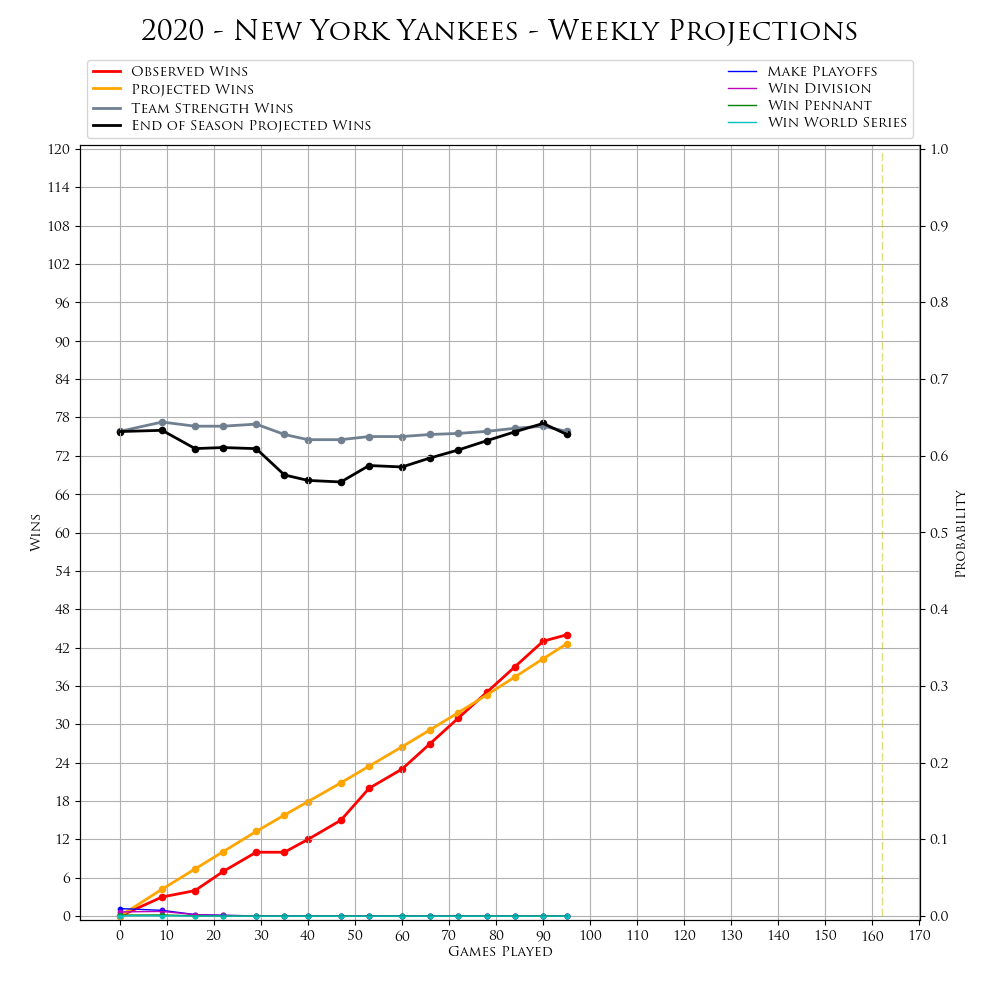 2020 - New York Yankees - Weekly Projections
Observed Wins
Projected Wins
Team Strength Wins
End of Season Projected Wins
Make Playoffs
Win Division
Win Pennant
Win World Series
120
114
108
102
96
90
84
78
72
66
60
54
48
42
36
30
24
18
12
6
0
Wins
1.0
0.9
0.8
0.7
0.6
0.5
0.4
0.3
0.2
0.1
0.0
Probability
0 10 20 30 40 50 60 70 80 90 100 110 120 130 140 150 160 170
Games Played